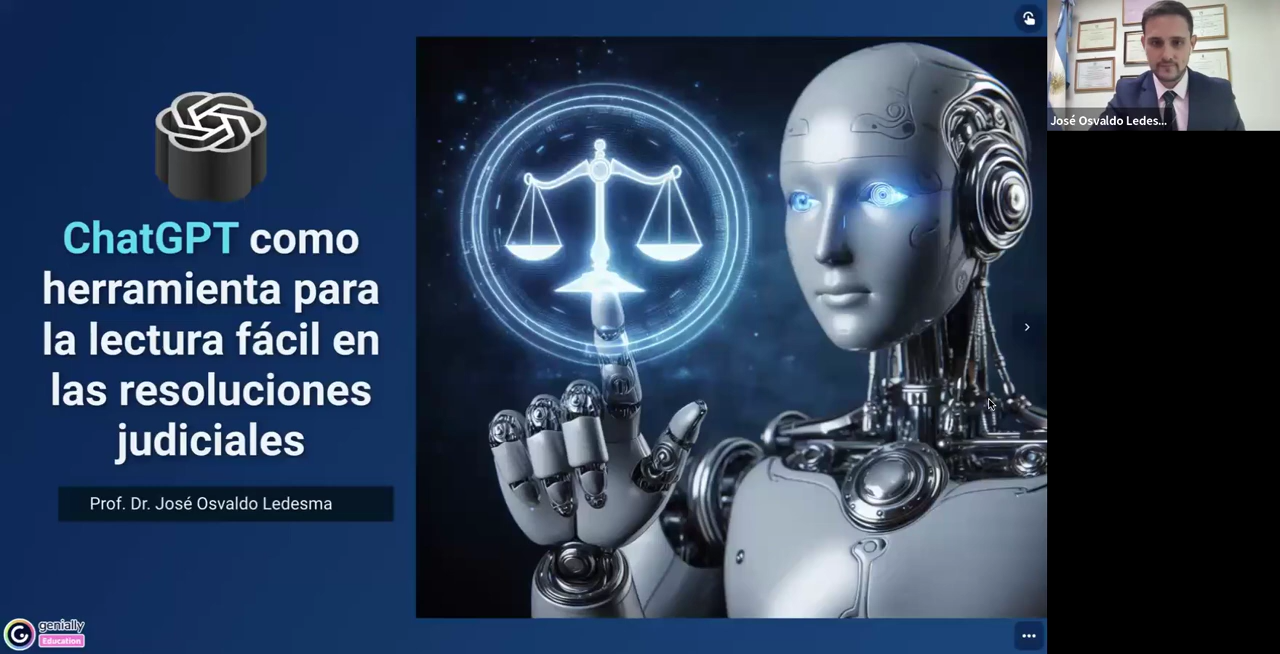 ChatGPT como
herramienta para
la lectura fácil en
las resoluciones
judiciales
Prof. Dr. José Osvaldo Ledesma
genially
Education
José Osvaldo Ledes...